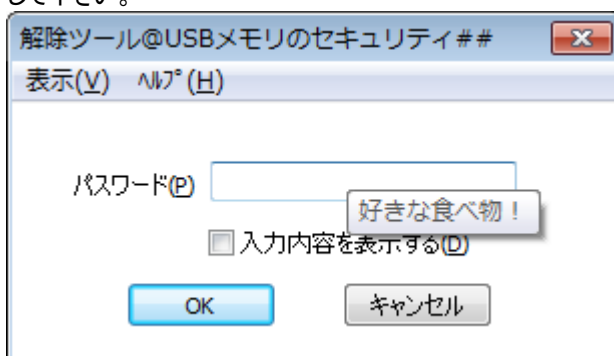 して下さい。
解除ツール@USBメモリのセキュリティ##
表示(V) ﾍﾙﾌﾟ(H)
パスワード(P)
好きな食べ物！
入力内容を表示する(D)
OK キャンセル